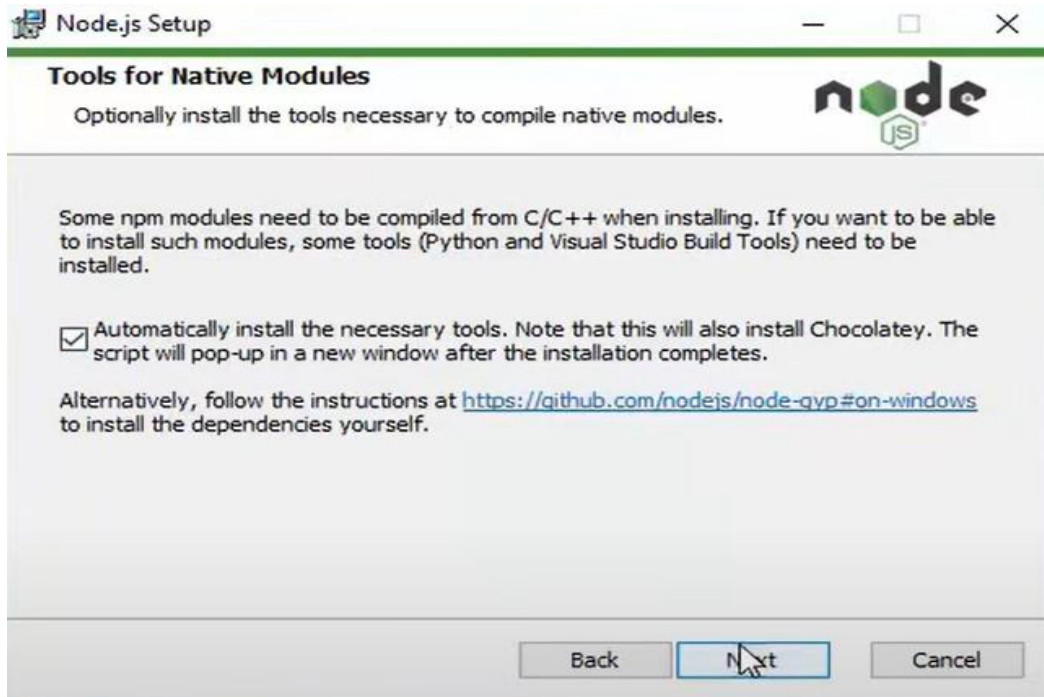 Node.js Setup
Tools for Native Modules
Optionally install the tools necessary to compile native modules.
node
JS
Some npm modules need to be compiled from C/C++ when installing. If you want to be able
to install such modules, some tools (Python and Visual Studio Build Tools) need to be
installed.
Automatically install the necessary tools. Note that this will also install Chocolatey. The
script will pop-up in a new window after the installation completes.
Alternatively, follow the instructions at https://github.com/nodejs/node-gyp#on-windows
to install the dependencies yourself.
Back
Next
Cancel